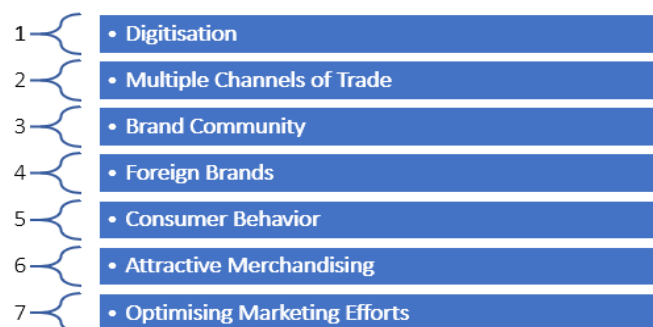 1 • Digitisation
2 • Multiple Channels of Trade
3 • Brand Community
4 • Foreign Brands
5 • Consumer Behavior
6 • Attractive Merchandising
7 • Optimising Marketing Efforts